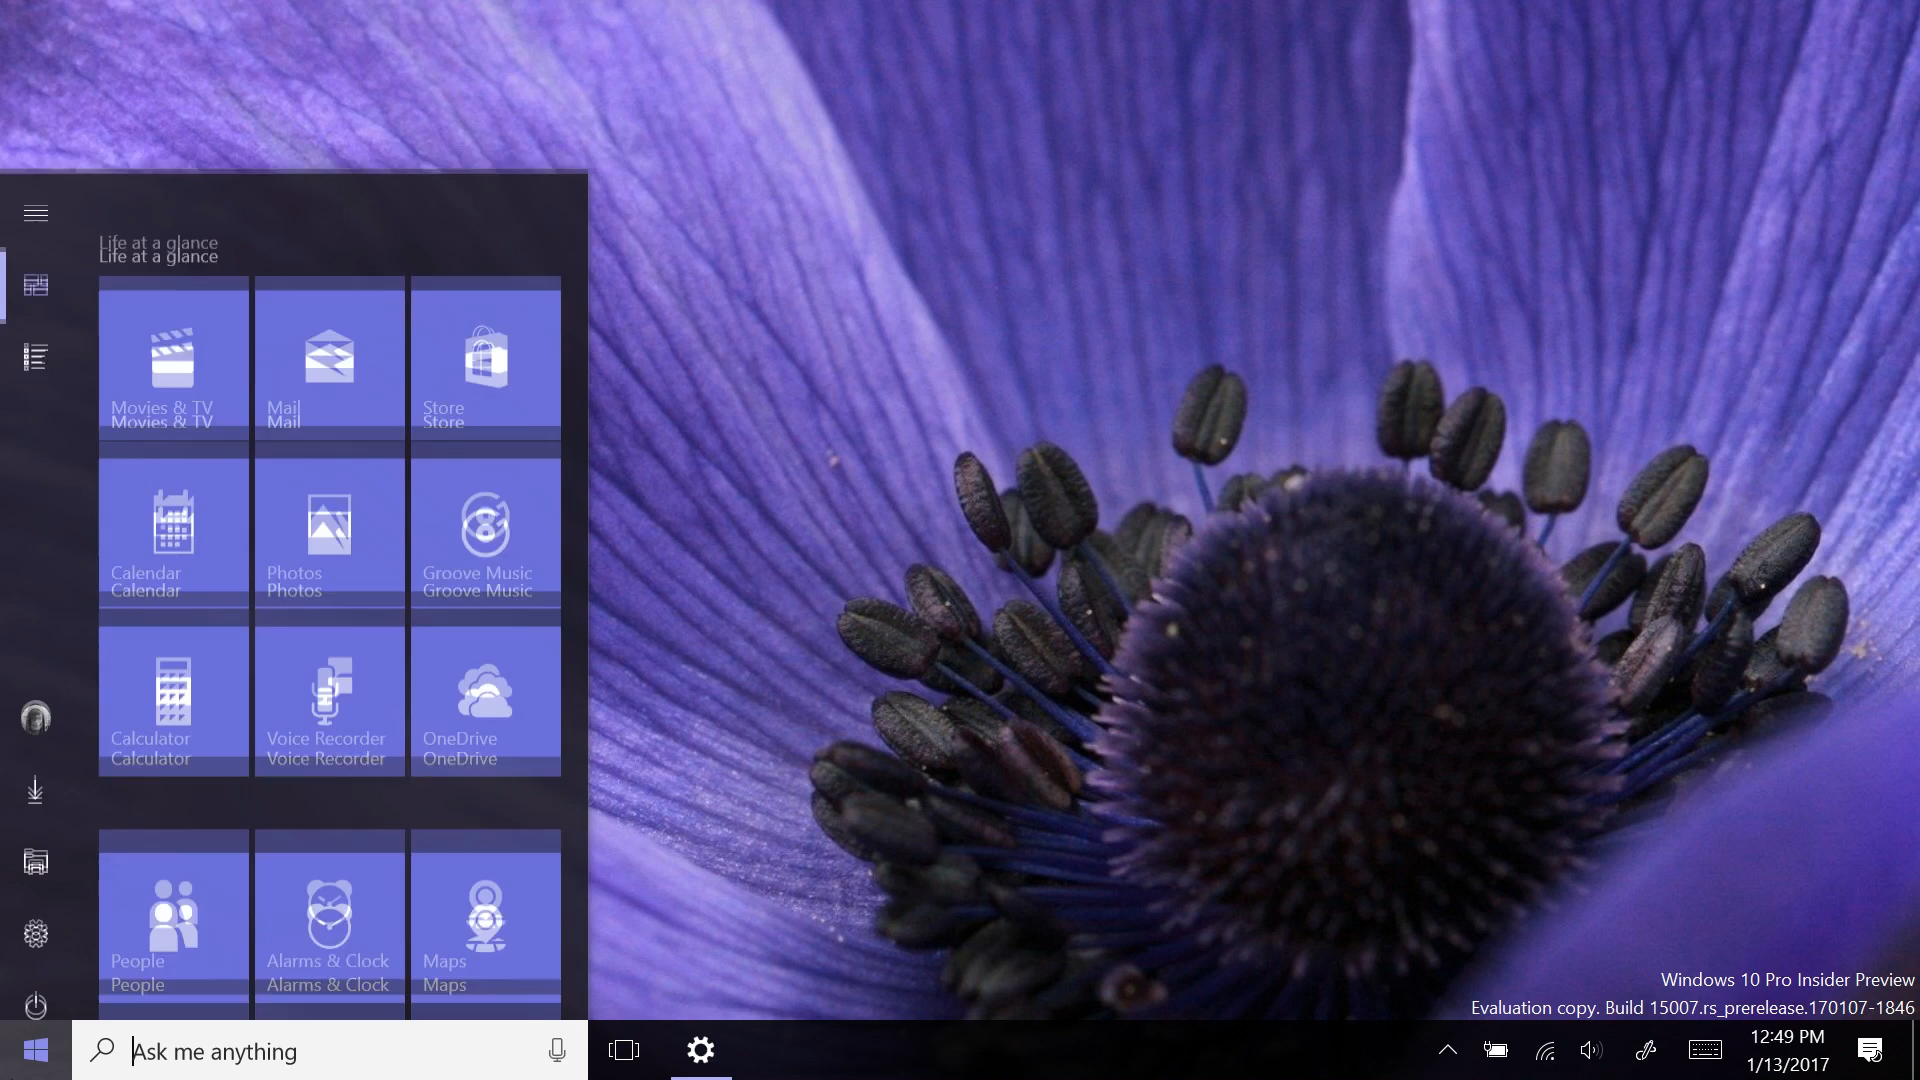 Life at a glance
Life at a glance
Movies & TV Mail Store
Movies & TV Mail Store
Calendar Photos Groove Music
Calendar Photos Groove Music
Calculator Voice Recorder OneDrive
Calculator Voice Recorder OneDrive
People Alarms & Clock Maps
People Alarms & Clock Maps
Windows 10 Pro Insider Preview
Evaluation copy. Build 15007.rs_prerelease.170107-1846
Ask me anything
12:49 PM
1/13/2017